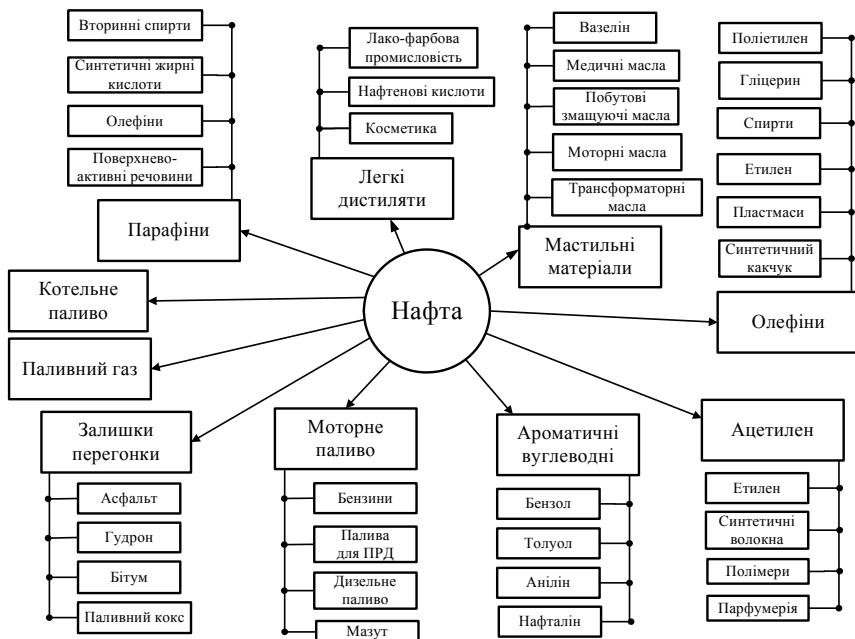 Вторинні спирти
Синтетичні жирні
кислоти
Олефіни
Поверхнево-
активні речовини
Парафіни
Лако-фарбова
промисловість
Нафтенові кислоти
Косметика
Легкі
дистиляти
Вазелін
Медичні масла
Побутові
змащуючі масла
Моторні масла
Трансформаторні
масла
Мастильні
матеріали
Поліетилен
Гліцерин
Спирти
Етилен
Пластмаси
Синтетичний
какчук
Олефіни
Котельне
паливо
Паливний газ
Нафта
Залишки
перегонки
Асфальт
Гудрон
Бітум
Паливний кокс
Моторне
паливо
Бензини
Палива
для ПРД
Дизельне
паливо
Мазут
Ароматичні
вуглеводні
Бензол
Толуол
Анілін
Нафталін
Ацетилен
Етилен
Синтетичні
волокна
Полімери
Парфумерія